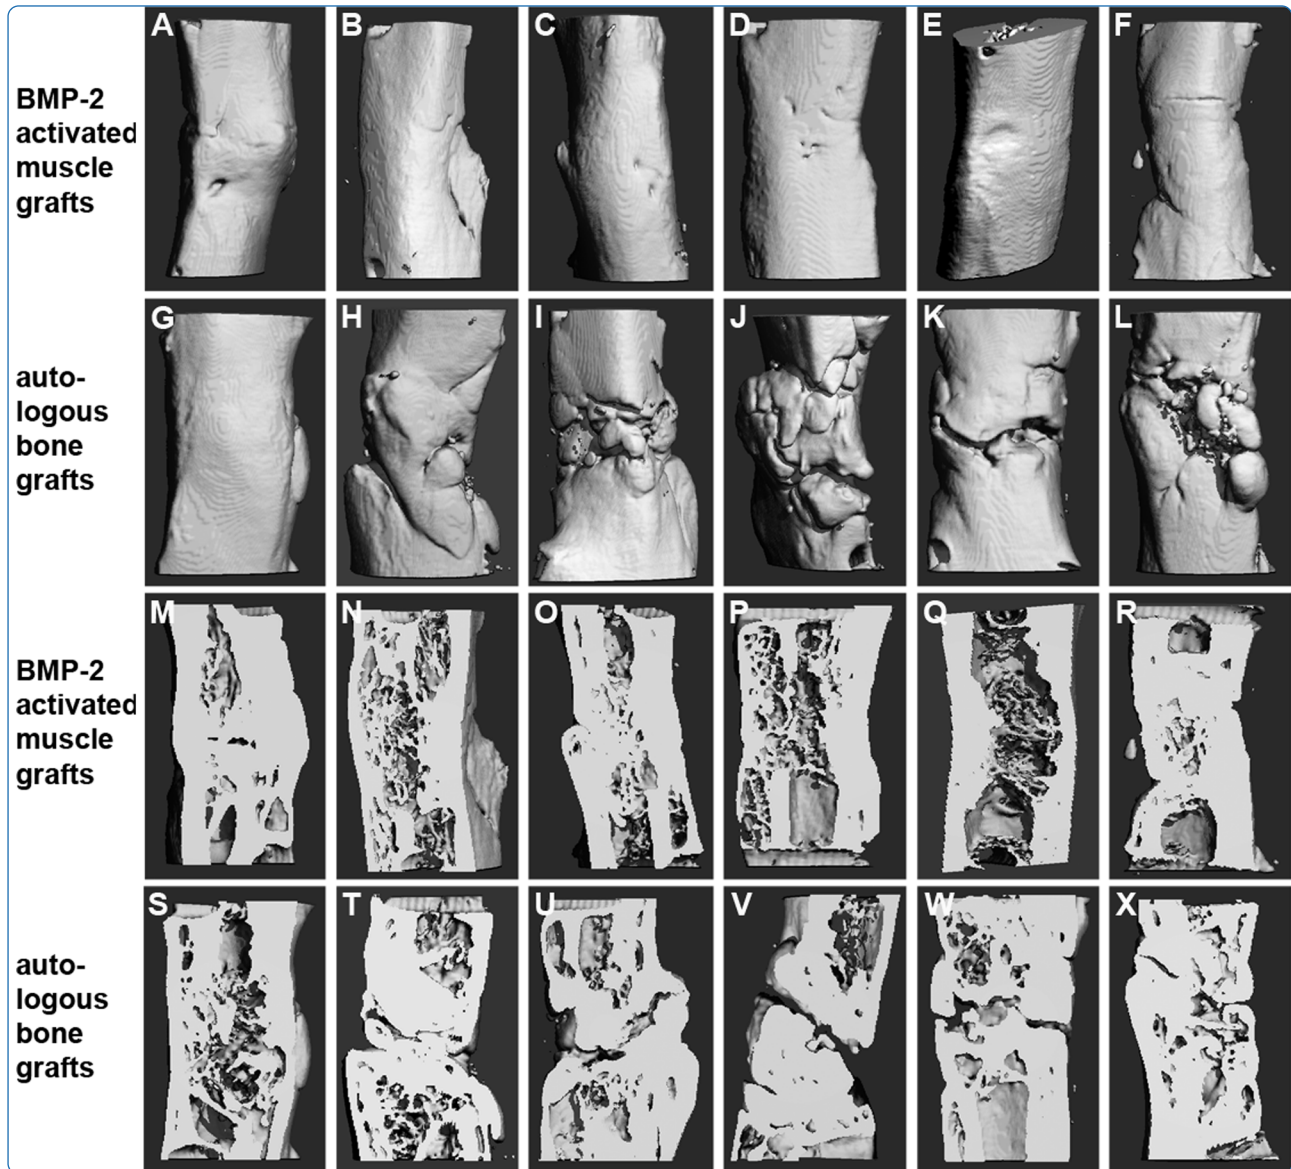 A B C D E F
BMP-2
activated
muscle
grafts
G H I J K L
auto-
logous
bone
grafts
M N O P Q R
BMP-2
activated
muscle
grafts
S T U V W X
auto-
logous
bone
grafts